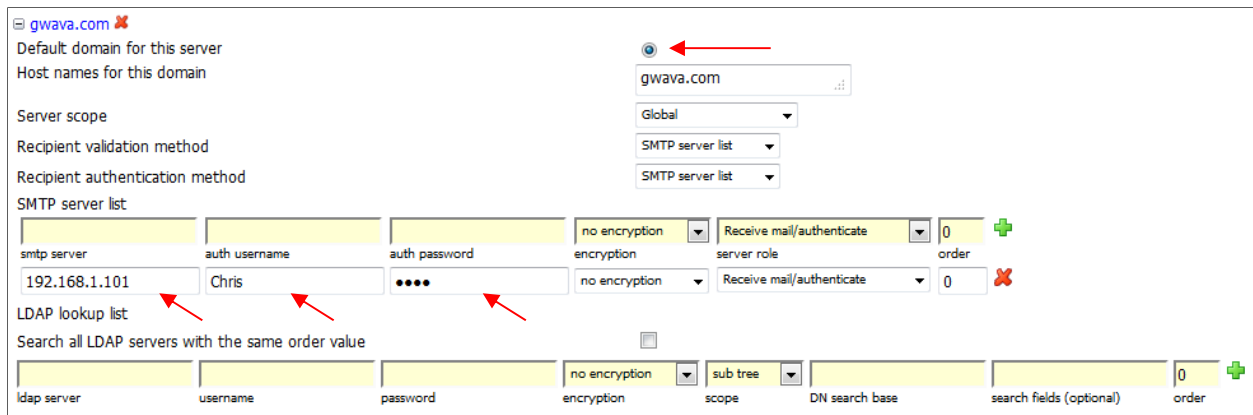 gwava.com
Default domain for this server
Host names for this domain
gwava.com
Server scope Global
Recipient validation method SMTP server list
Recipient authentication method SMTP server list
SMTP server list
no encryption Receive mail/authenticate 0
smtp server auth username auth password encryption server role order
192.168.1.101 Chris •••• no encryption Receive mail/authenticate 0
LDAP lookup list
Search all LDAP servers with the same order value
no encryption sub tree 0
ldap server username password encryption scope DN search base search fields (optional) order